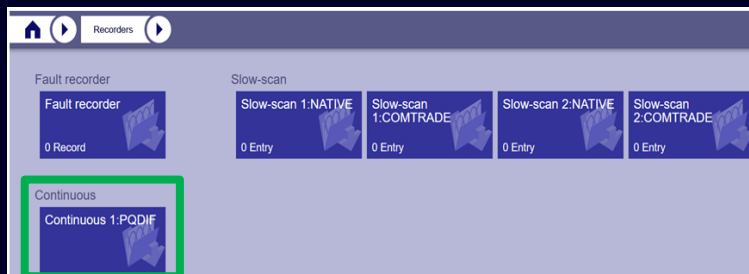 Recorders
Fault recorder
Slow-scan
Fault recorder
0 Record
Slow-scan 1:NATIVE
0 Entry
Slow-scan
1:COMTRADE
0 Entry
Slow-scan 2:NATIVE
0 Entry
Slow-scan
2:COMTRADE
0 Entry
Continuous
Continuous 1:PQDIF